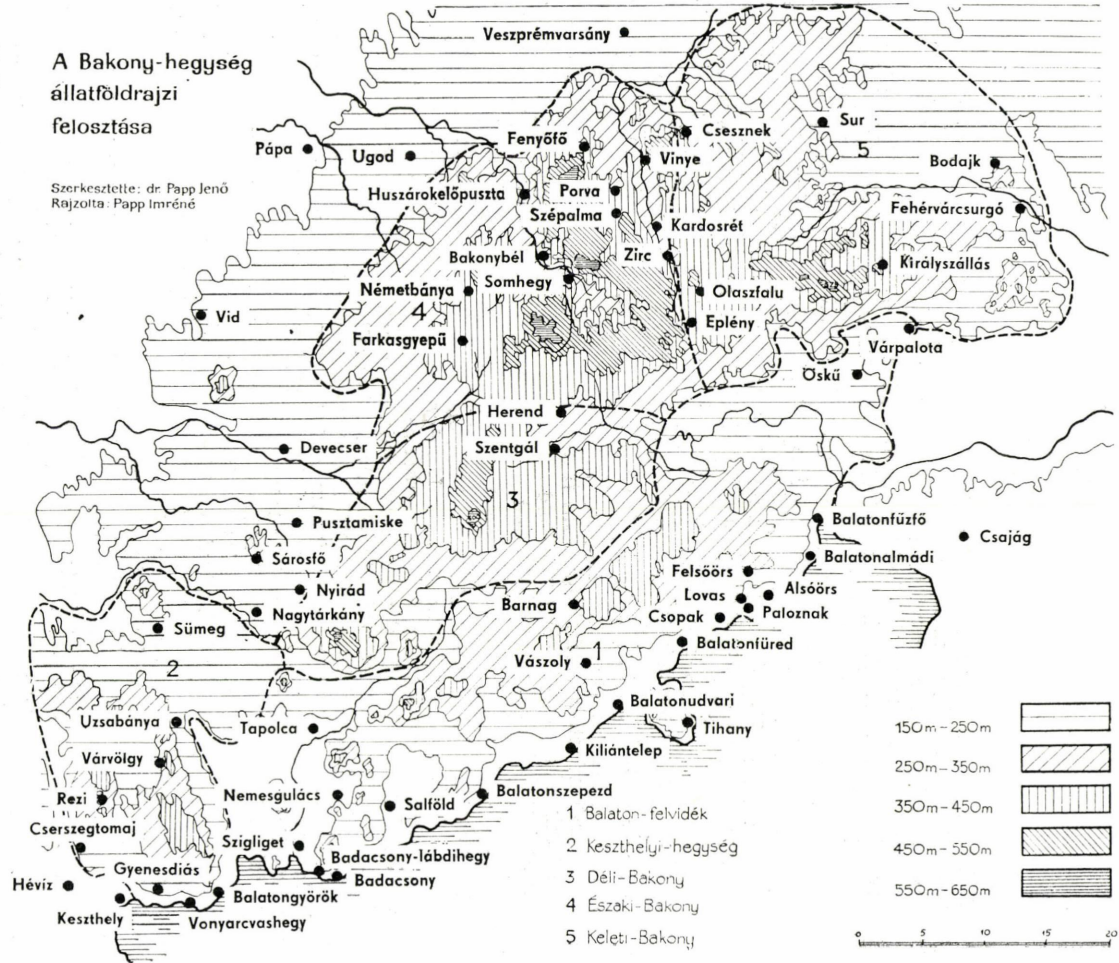 A Bakony-hegység
állatföldrajzi
felosztása
Szerkesztette: dr. Papp Jenő
Rajzolta: Papp Imréné
Veszprémvarsány
Pápa
Ugod
Fenyőfő
Csesznek
Sur
5
Vinye
Bodajk
Huszárokelőpuszta
Porva
Szépalma
Kardosrét
Fehérvárcsurgó
Bakonybél
Zirc
Királyszállás
Somhegy
Németbánya
Olaszfalu
4
Vid
Eplény
Farkasgyepű
Várpalota
Öskű
Herend
Devecser
Szentgál
3
Pusztamiske
Balatonfűzfő
Csajág
Sárosfő
Balatonalmádi
Felsőörs
Nyirád
Lovas
Alsóörs
Nagytárkány
Barnag
Csopak
Paloznak
Sümeg
Balatonfüred
2
Vászoly
1
Balatonudvari
Uzsabánya
Tapolca
Tihany
Kiliántelep
Várvölgy
Rezi
Nemesgulács
Salföld
Balatonszepezd
Cserszegtomaj
Szigliget
Badacsony-lábdihegy
Gyenesdiás
Badacsony
Hévíz
Balatongyörök
Keszthely
Vonyarcvashegy
1 Balaton-felvidék
2 Keszthelyi-hegység
3 Déli-Bakony
4 Északi-Bakony
5 Keleti-Bakony
150m-250m
250m-350m
350m-450m
450m-550m
550m-650m
0 5 10 15 20